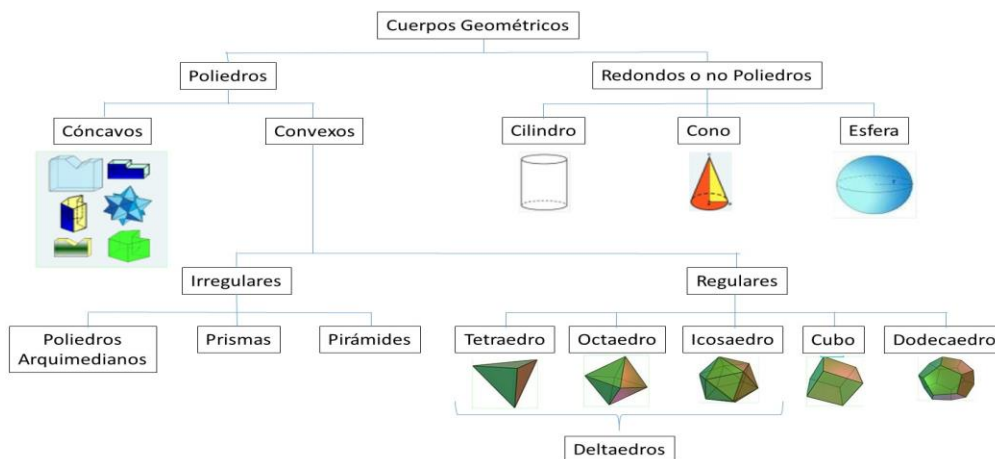 Cuerpos Geométricos
Poliedros
Redondos o no Poliedros
Cóncavos
Convexos
Cilindro
Cono
Esfera
Irregulares
Regulares
Poliedros
Arquimedianos
Prismas
Pirámides
Tetraedro
Octaedro
Icosaedro
Cubo
Dodecaedro
Deltaedros